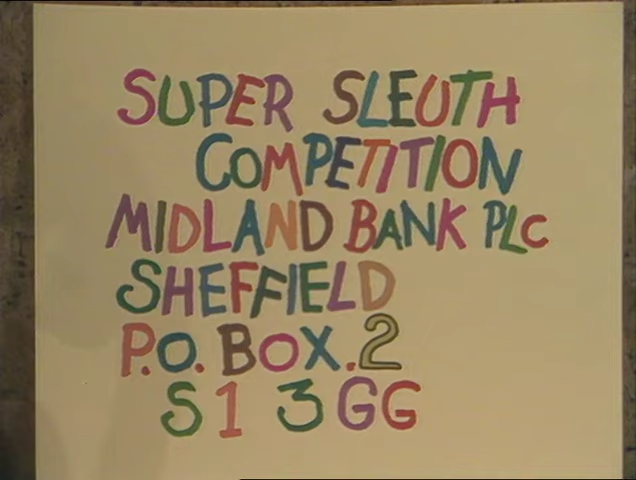 SUPER SLEUTH
COMPETITION
MIDLAND BANK PLC
SHEFFIELD
P.O. BOX.2
S1 3GG